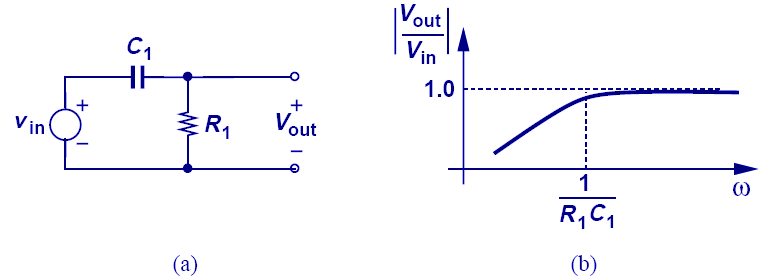 C1
vin
+
−
R1
+
Vout
−
(a)
|Vout/Vin|
1.0
1
R1C1
ω
(b)